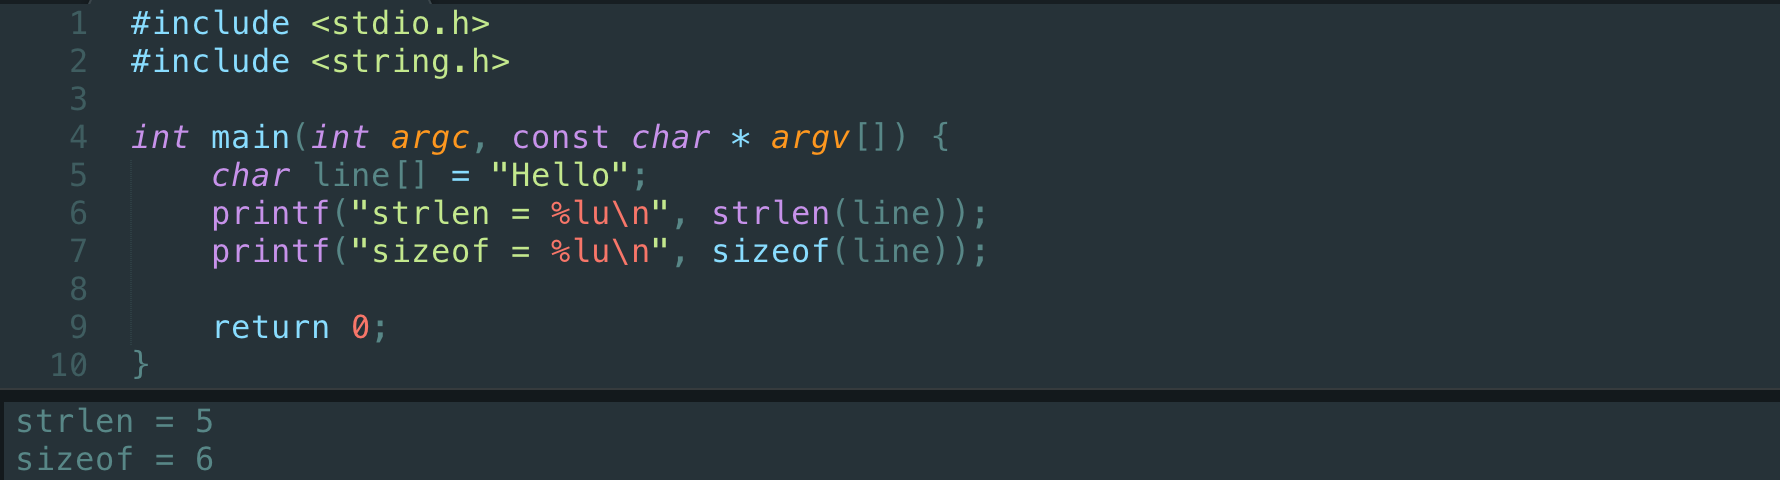 1 #include <stdio.h>
2 #include <string.h>
3
4 int main(int argc, const char * argv[]) {
5     char line[] = "Hello";
6     printf("strlen = %lu\n", strlen(line));
7     printf("sizeof = %lu\n", sizeof(line));
8
9     return 0;
10 }
strlen = 5
sizeof = 6